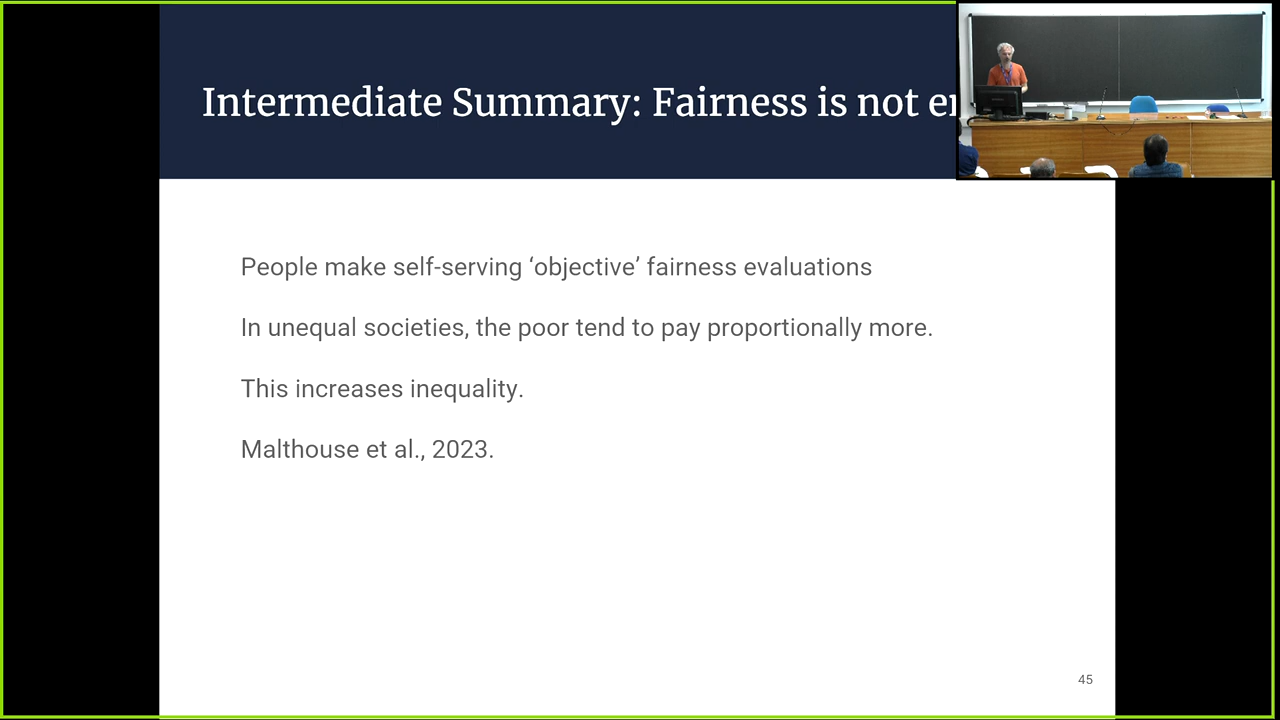 Intermediate Summary: Fairness is not
People make self-serving ‘objective’ fairness evaluations
In unequal societies, the poor tend to pay proportionally more.
This increases inequality.
Malthouse et al., 2023.
45